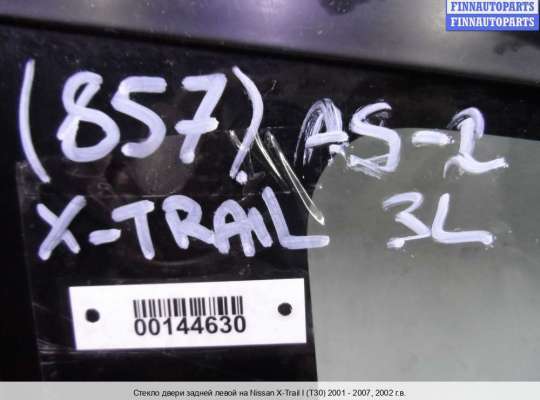 FINNAUTOPARTS
FINNAUTOPARTS
(857) AS-2
X-TRAIL 3L
00144630
Стекло двери задней левой на Nissan X-Trail I (T30) 2001 - 2007, 2002 г.в.